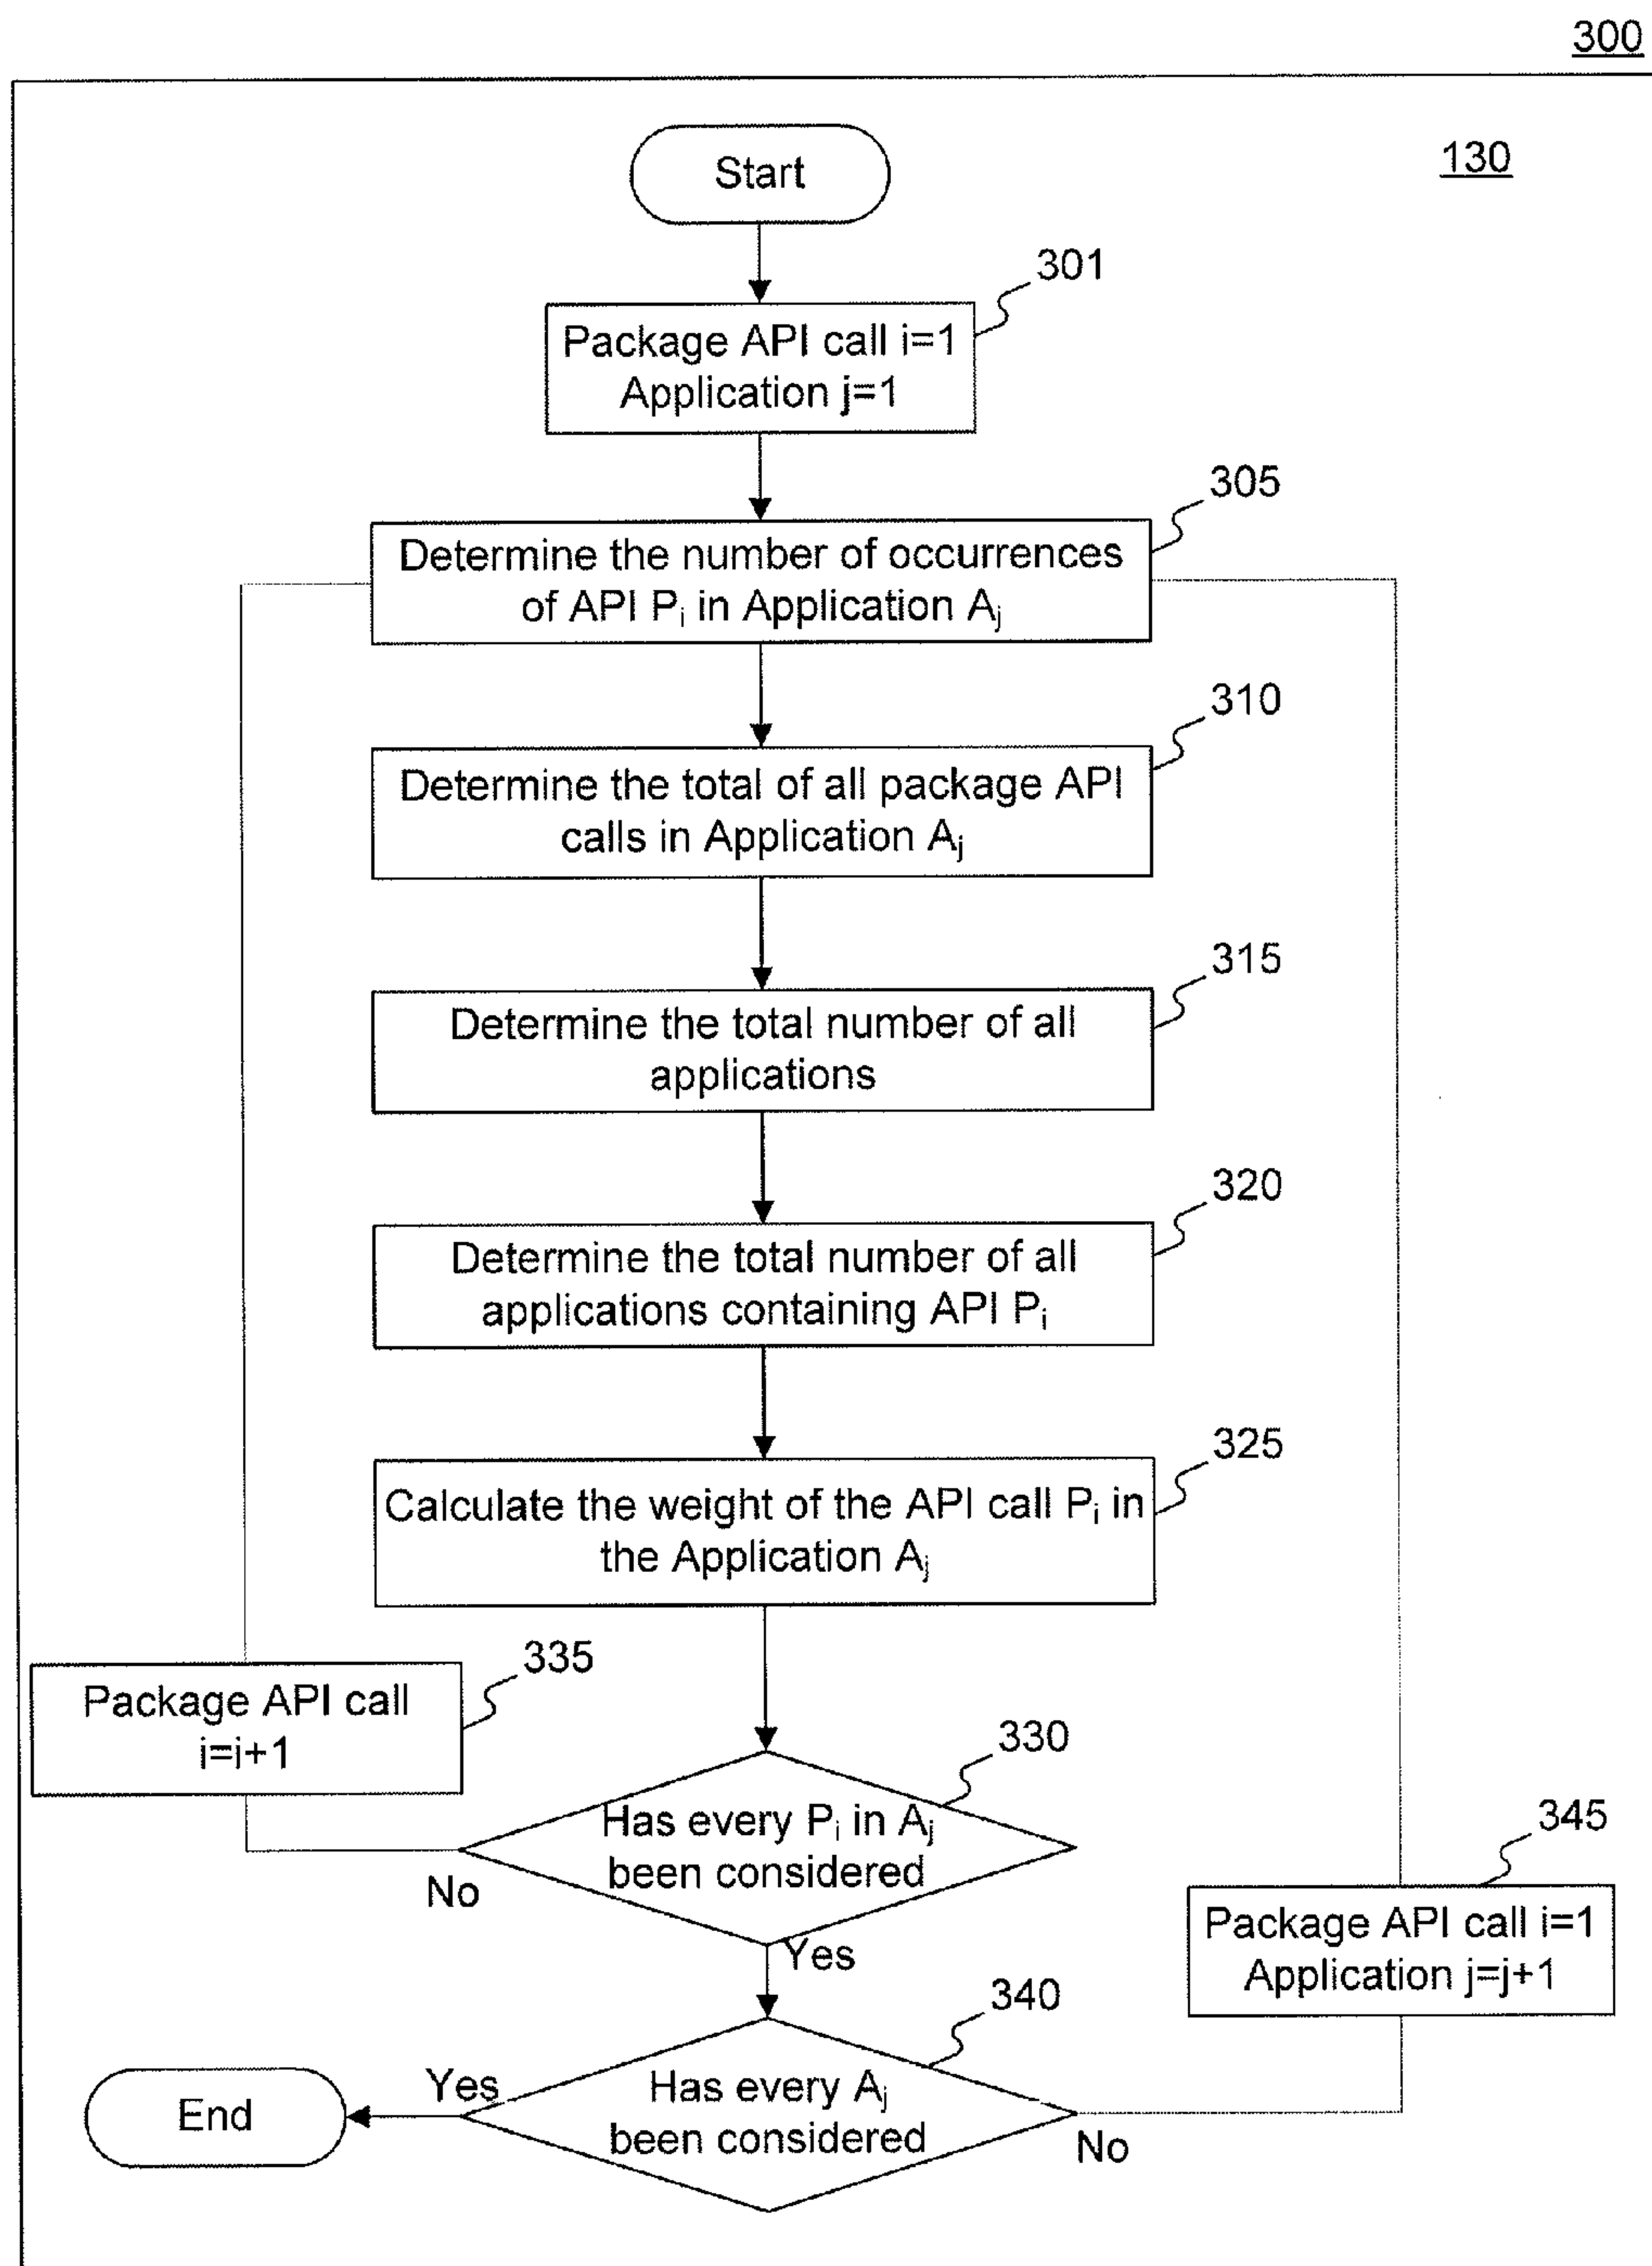 300
130
Start
301
Package API call i=1
Application j=1
305
Determine the number of occurrences
of API Pi in Application Aj
310
Determine the total of all package API
calls in Application Aj
315
Determine the total number of all
applications
320
Determine the total number of all
applications containing API Pi
325
Calculate the weight of the API call Pi in
the Application Aj
335
Package API call
i=i+1
330
Has every Pi in Aj
been considered
No
Yes
345
Package API call i=1
Application j=j+1
340
Has every Aj
been considered
Yes
No
End